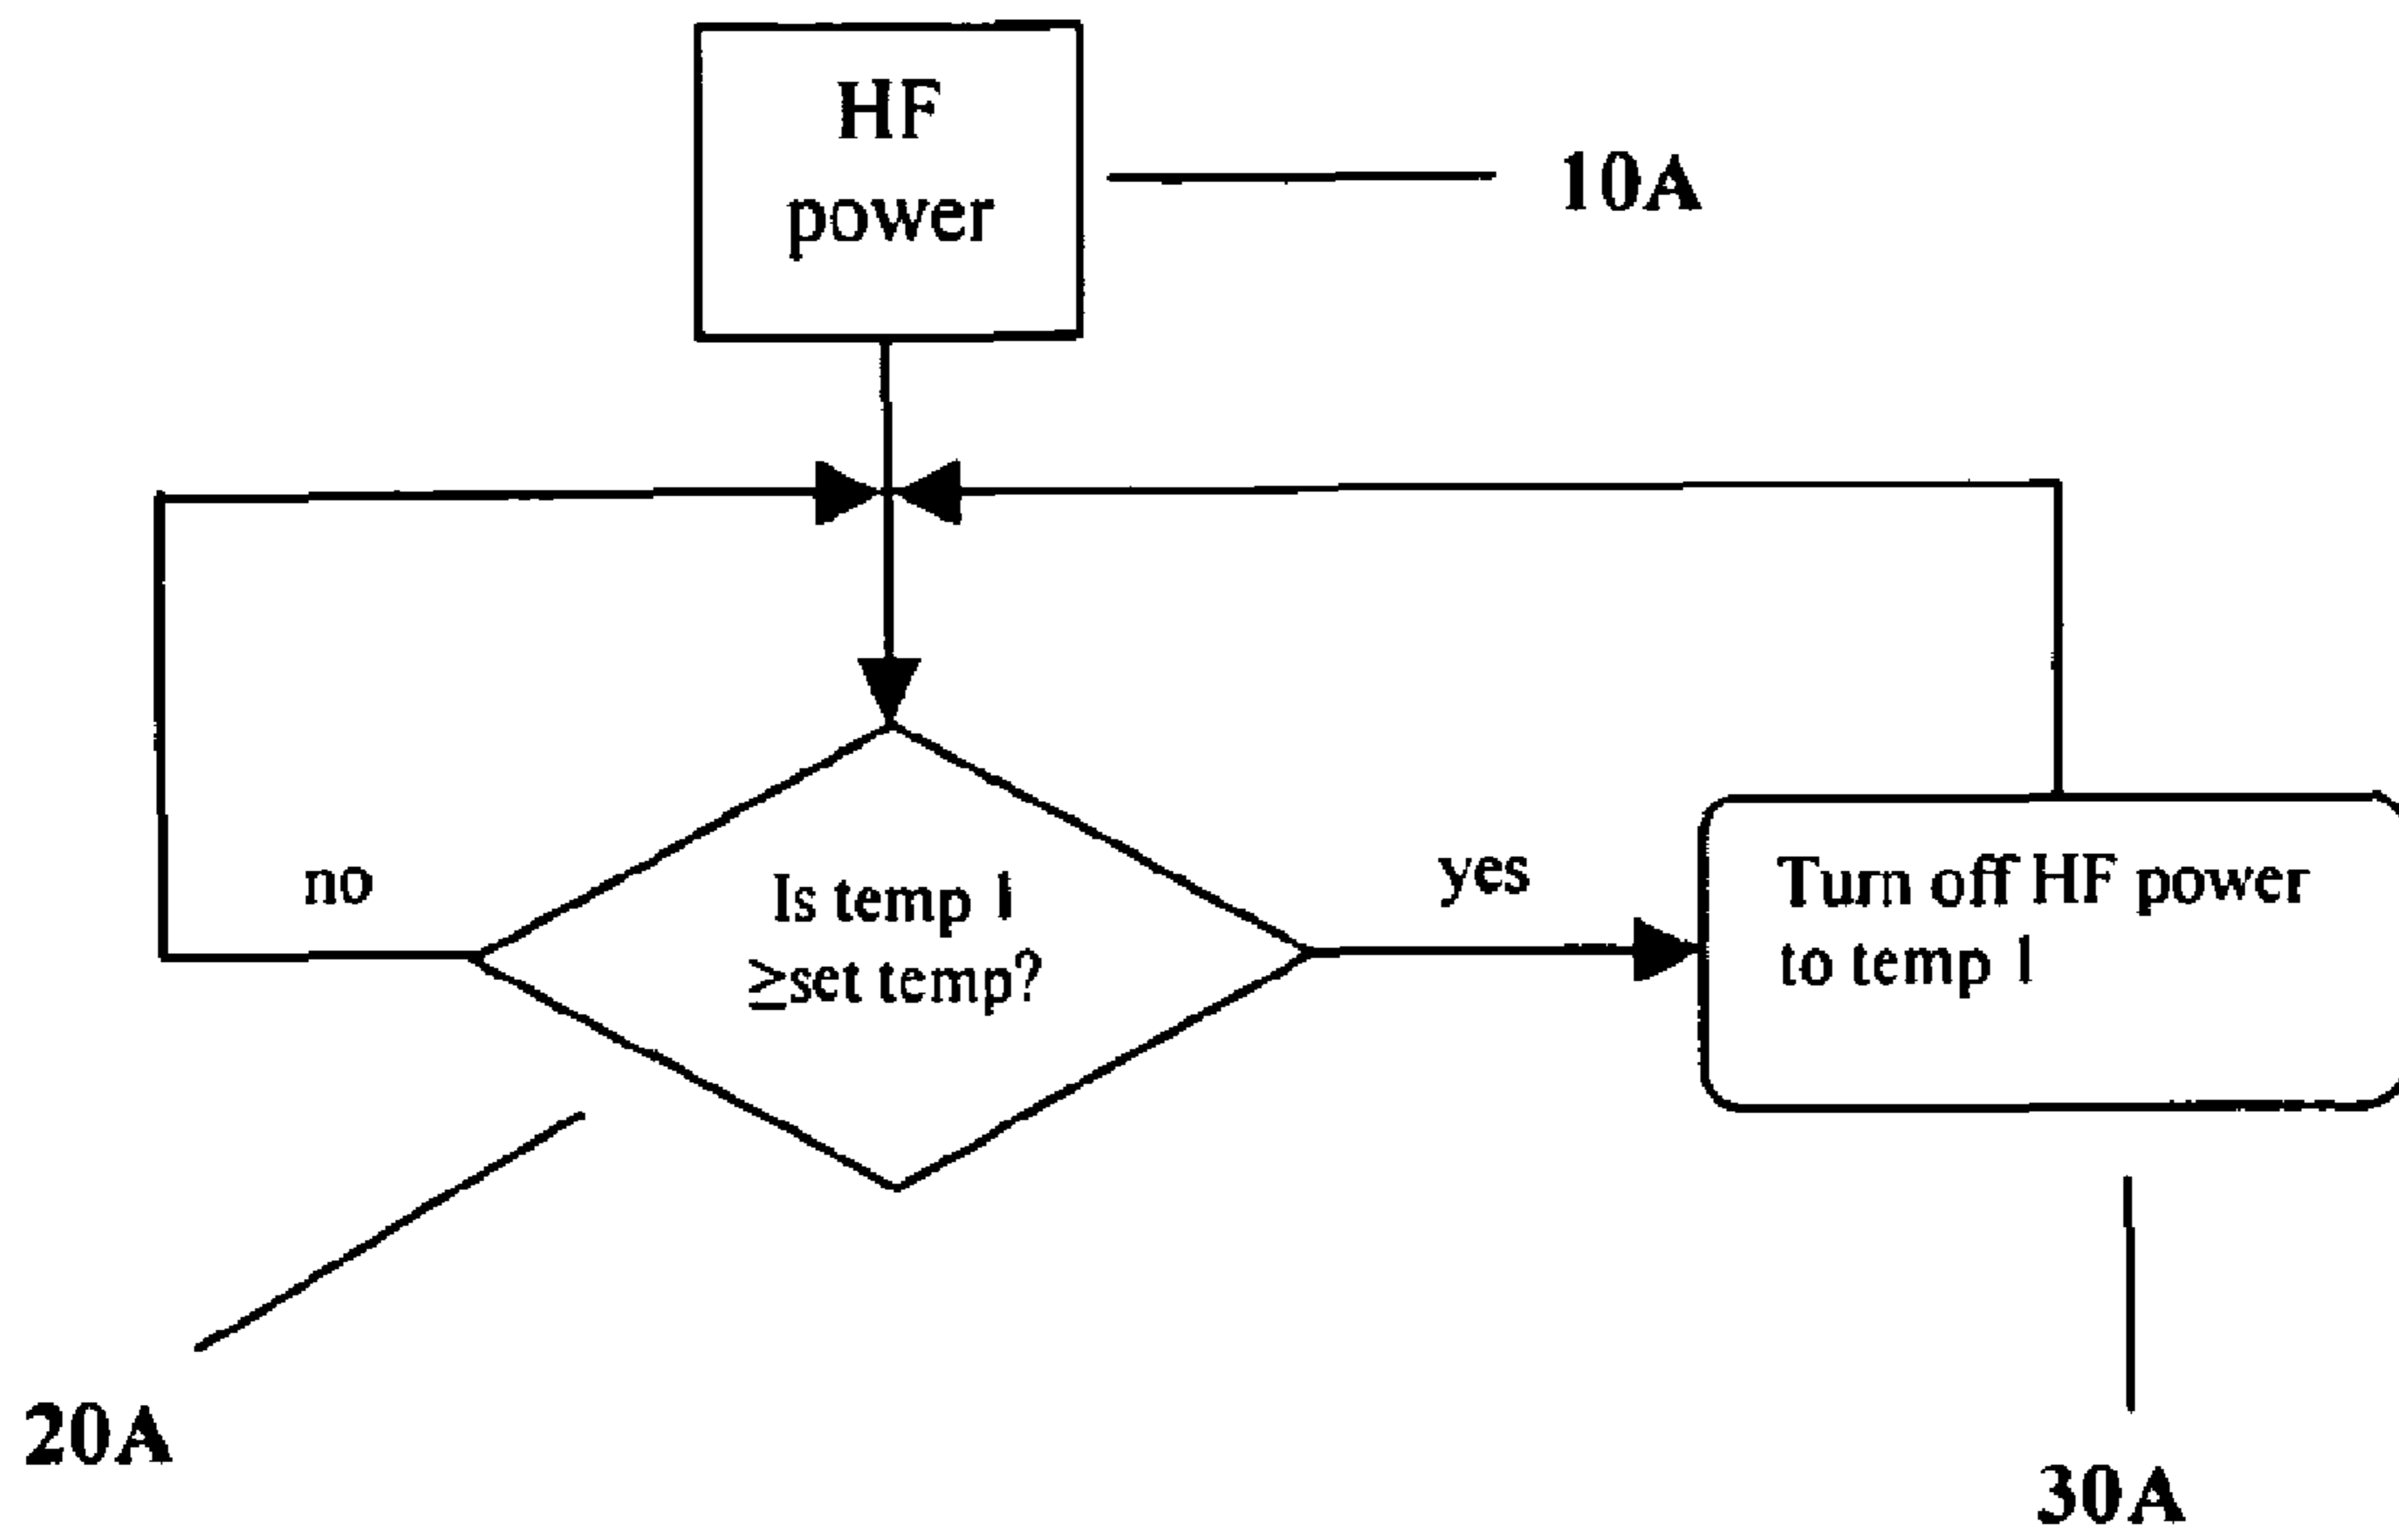 HF
power
10A
no
Is temp 1
≥set temp?
yes
Turn off HF power
to temp 1
20A
30A